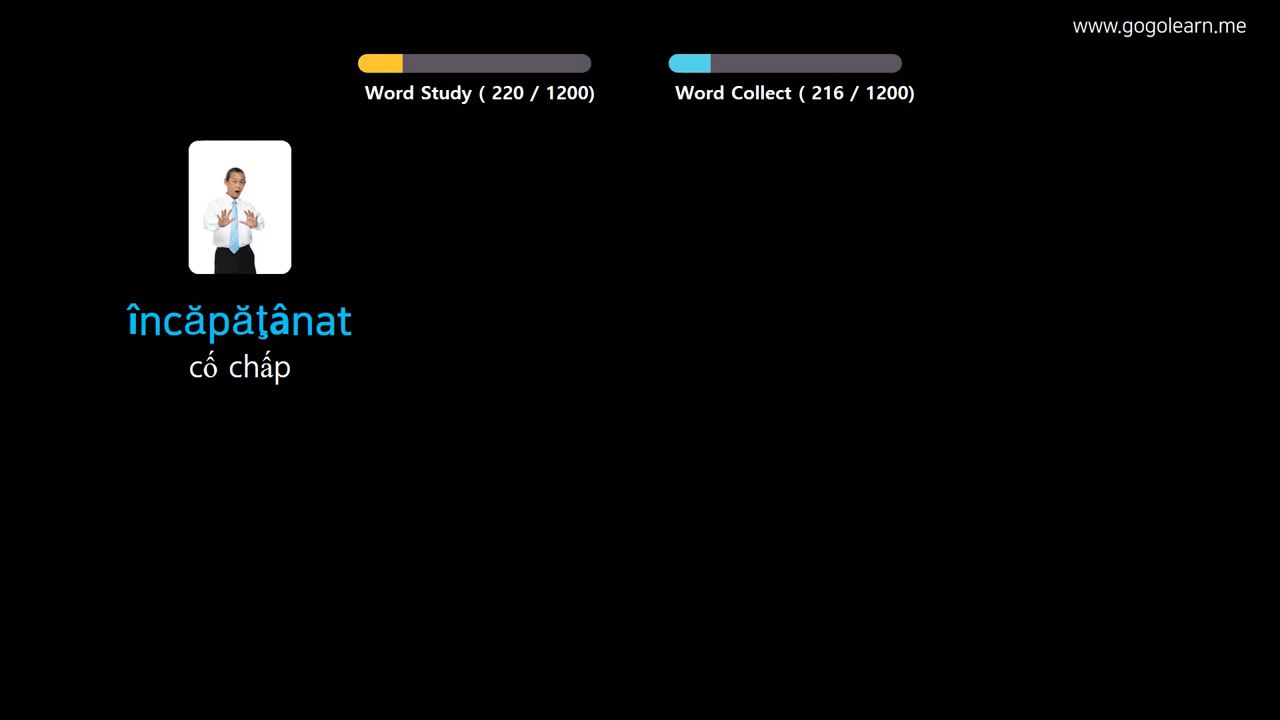 www.gogolearn.me
Word Study ( 220 / 1200)
Word Collect ( 216 / 1200)
încăpăţânat
cố chấp